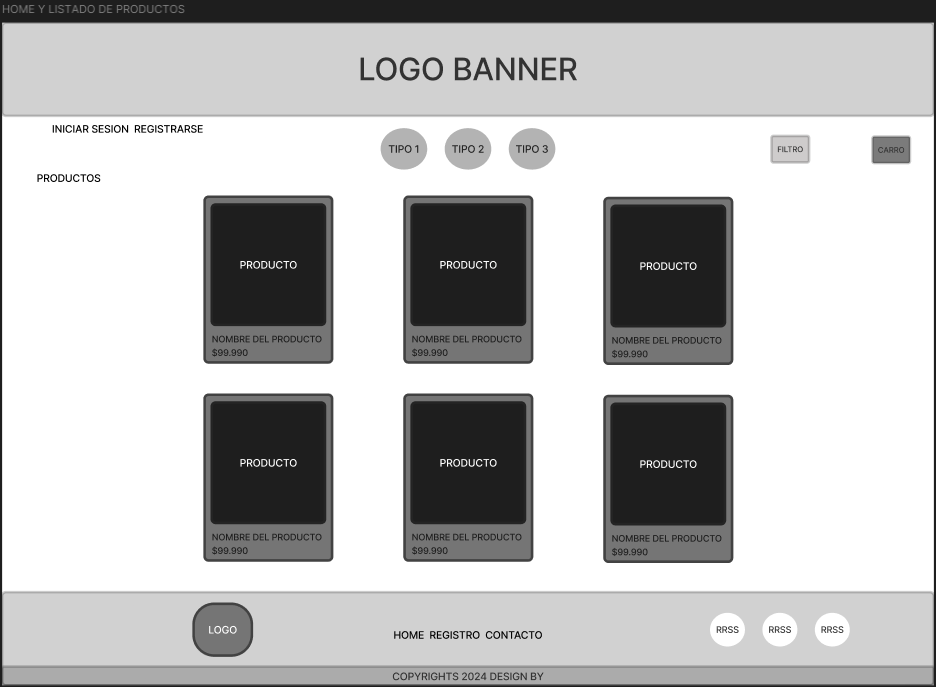 HOME Y LISTADO DE PRODUCTOS
LOGO BANNER
INICIAR SESION REGISTRARSE
TIPO 1 TIPO 2 TIPO 3
FILTRO
CARRO
PRODUCTOS
PRODUCTO
NOMBRE DEL PRODUCTO
$99.990
PRODUCTO
NOMBRE DEL PRODUCTO
$99.990
PRODUCTO
NOMBRE DEL PRODUCTO
$99.990
PRODUCTO
NOMBRE DEL PRODUCTO
$99.990
PRODUCTO
NOMBRE DEL PRODUCTO
$99.990
PRODUCTO
NOMBRE DEL PRODUCTO
$99.990
LOGO
HOME REGISTRO CONTACTO
RRSS RRSS RRSS
COPYRIGHTS 2024 DESIGN BY